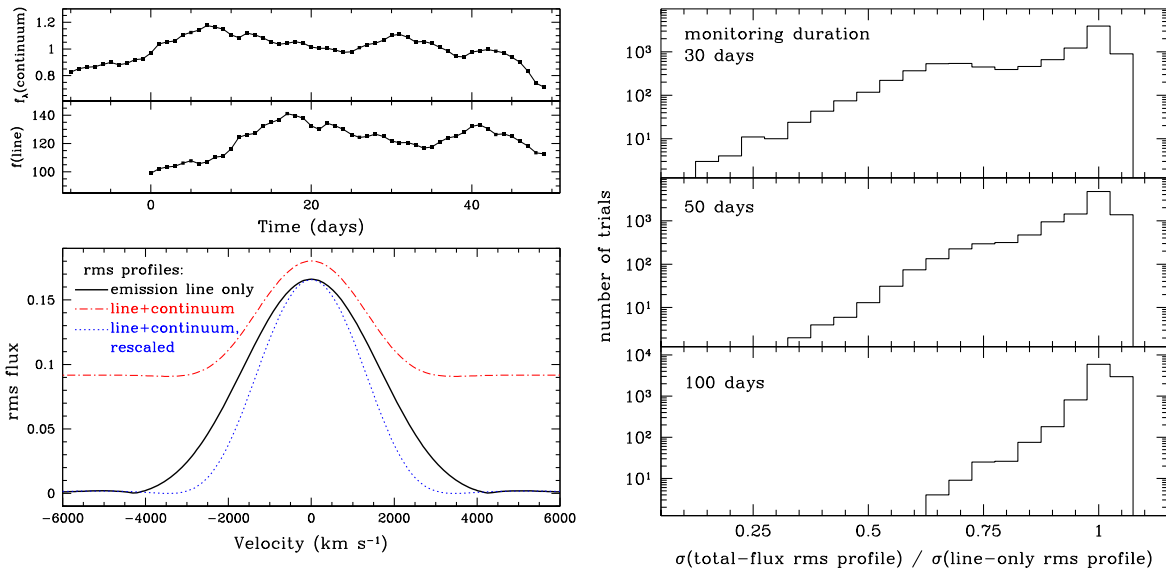 1.2
1
0.8
f_λ(continuum)
140
120
100
f(line)
0 20 40
Time (days)
rms profiles:
emission line only
line+continuum
line+continuum,
rescaled
0.15
0.1
0.05
0
rms flux
−6000 −4000 −2000 0 2000 4000 6000
Velocity (km s⁻¹)
monitoring duration
30 days
10³
10²
10¹
50 days
10³
10²
10¹
100 days
10⁴
10³
10²
10¹
number of trials
0.25 0.5 0.75 1
σ(total−flux rms profile) / σ(line−only rms profile)